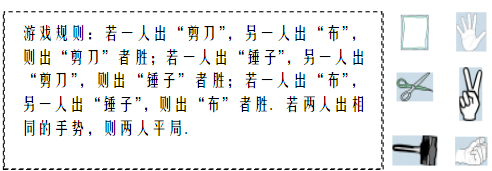 游戏规则：若一人出“剪刀”，另一人出“布”，
则出“剪刀”者胜；若一人出“锤子”，另一人出
“剪刀”，则出“锤子”者胜；若一人出“布”，
另一人出“锤子”，则出“布”者胜．若两人出相
同的手势，则两人平局．